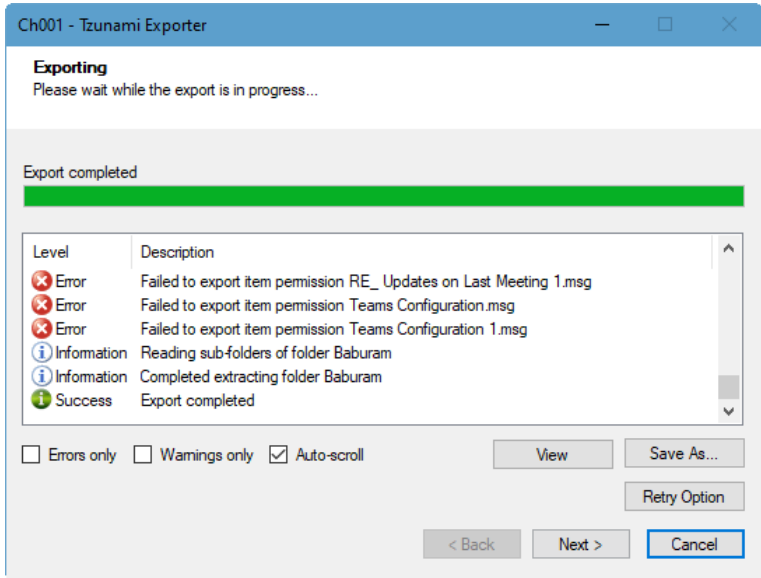 Ch001 - Tzunami Exporter
Exporting
Please wait while the export is in progress...
Export completed
Level Description
Error Failed to export item permission RE_ Updates on Last Meeting 1.msg
Error Failed to export item permission Teams Configuration.msg
Error Failed to export item permission Teams Configuration 1.msg
Information Reading sub-folders of folder Baburam
Information Completed extracting folder Baburam
Success Export completed
Errors only Warnings only Auto-scroll View Save As...
Retry Option
< Back Next > Cancel